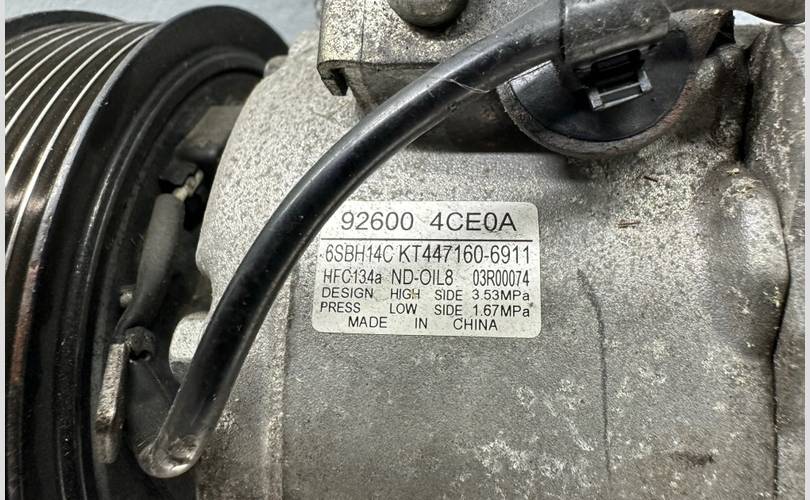 92600 4CE0A
6SBH14C KT447160-6911
HFC134a ND-OIL8 03R00074
DESIGN HIGH SIDE 3.53MPa
PRESS LOW SIDE 1.67MPa
MADE IN CHINA